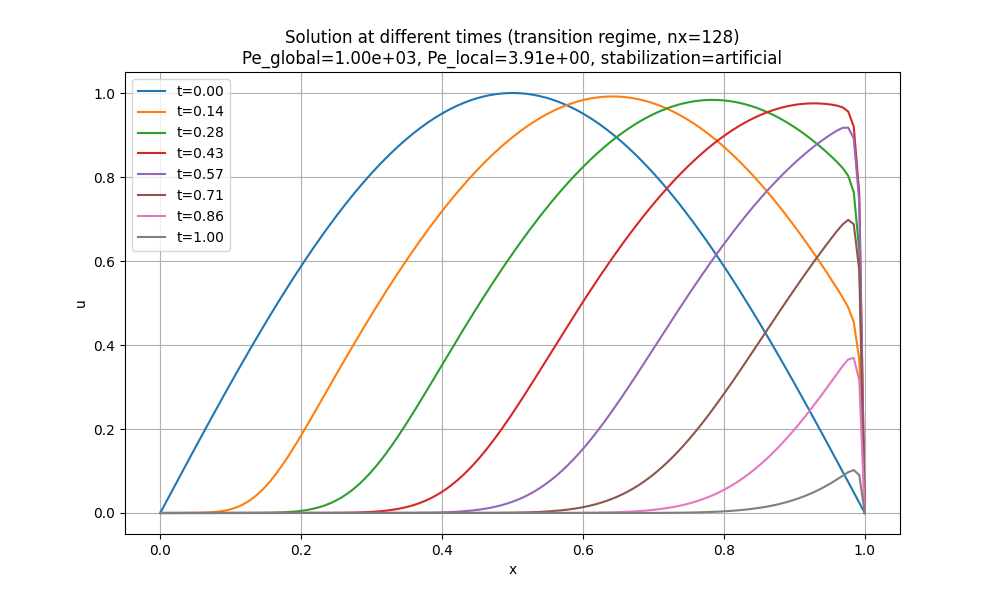 Solution at different times (transition regime, nx=128)
Pe_global=1.00e+03, Pe_local=3.91e+00, stabilization=artificial
t=0.00
t=0.14
t=0.28
t=0.43
t=0.57
t=0.71
t=0.86
t=1.00
1.0
0.8
0.6
0.4
0.2
0.0
u
0.0 0.2 0.4 0.6 0.8 1.0
x